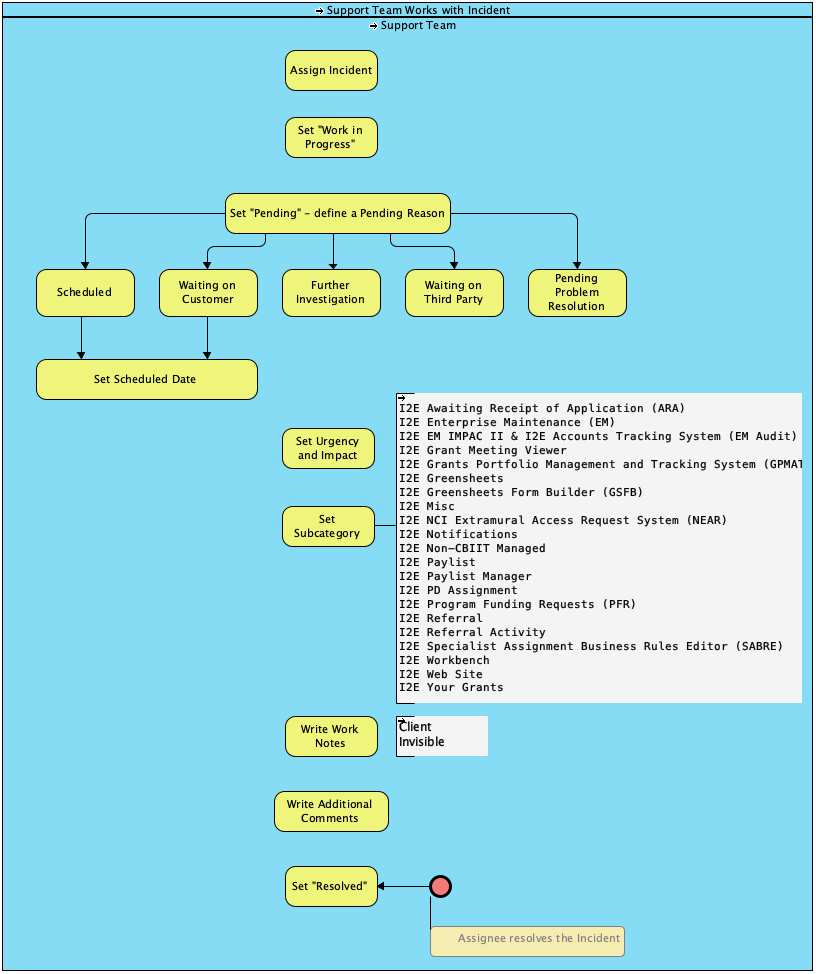 Support Team Works with Incident
Support Team
Assign Incident
Set "Work in
Progress"
Set "Pending" - define a Pending Reason
Scheduled
Waiting on
Customer
Further
Investigation
Waiting on
Third Party
Pending
Problem
Resolution
Set Scheduled Date
Set Urgency
and Impact
Set
Subcategory
I2E Awaiting Receipt of Application (ARA)
I2E Enterprise Maintenance (EM)
I2E EM IMPAC II & I2E Accounts Tracking System (EM Audit)
I2E Grant Meeting Viewer
I2E Grants Portfolio Management and Tracking System (GPMAT
I2E Greensheets
I2E Greensheets Form Builder (GSFB)
I2E Misc
I2E NCI Extramural Access Request System (NEAR)
I2E Notifications
I2E Non-CBIIT Managed
I2E Paylist
I2E Paylist Manager
I2E PD Assignment
I2E Program Funding Requests (PFR)
I2E Referral
I2E Referral Activity
I2E Specialist Assignment Business Rules Editor (SABRE)
I2E Workbench
I2E Web Site
I2E Your Grants
Write Work
Notes
Client
Invisible
Write Additional
Comments
Set "Resolved"
Assignee resolves the Incident